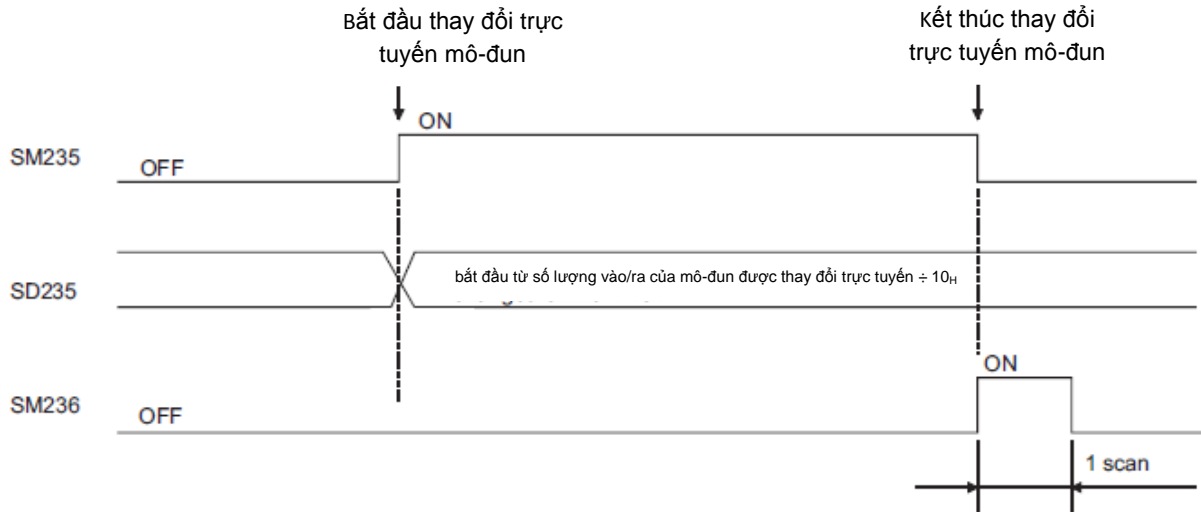 Bắt đầu thay đổi trực
tuyến mô-đun
Kết thúc thay đổi
trực tuyến mô-đun
ON
SM235
OFF
bắt đầu từ số lượng vào/ra của mô-đun được thay đổi trực tuyến ÷ 10H
SD235
ON
SM236
OFF
1 scan